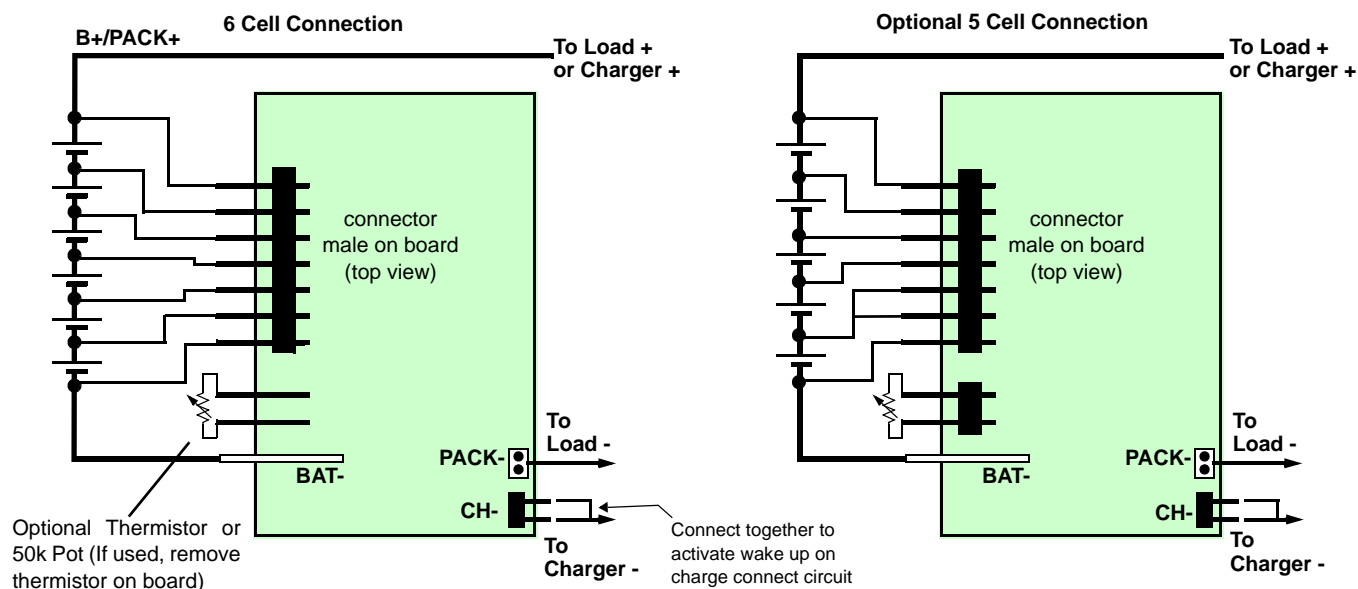 6 Cell Connection
B+/PACK+
To Load +
or Charger +
connector
male on board
(top view)
BAT-
PACK-
To
Load -
CH-
To
Charger -
Optional Thermistor or
50k Pot (If used, remove
thermistor on board)
Connect together to
activate wake up on
charge connect circuit
Optional 5 Cell Connection
To Load +
or Charger +
connector
male on board
(top view)
BAT-
PACK-
To
Load -
CH-
To
Charger -